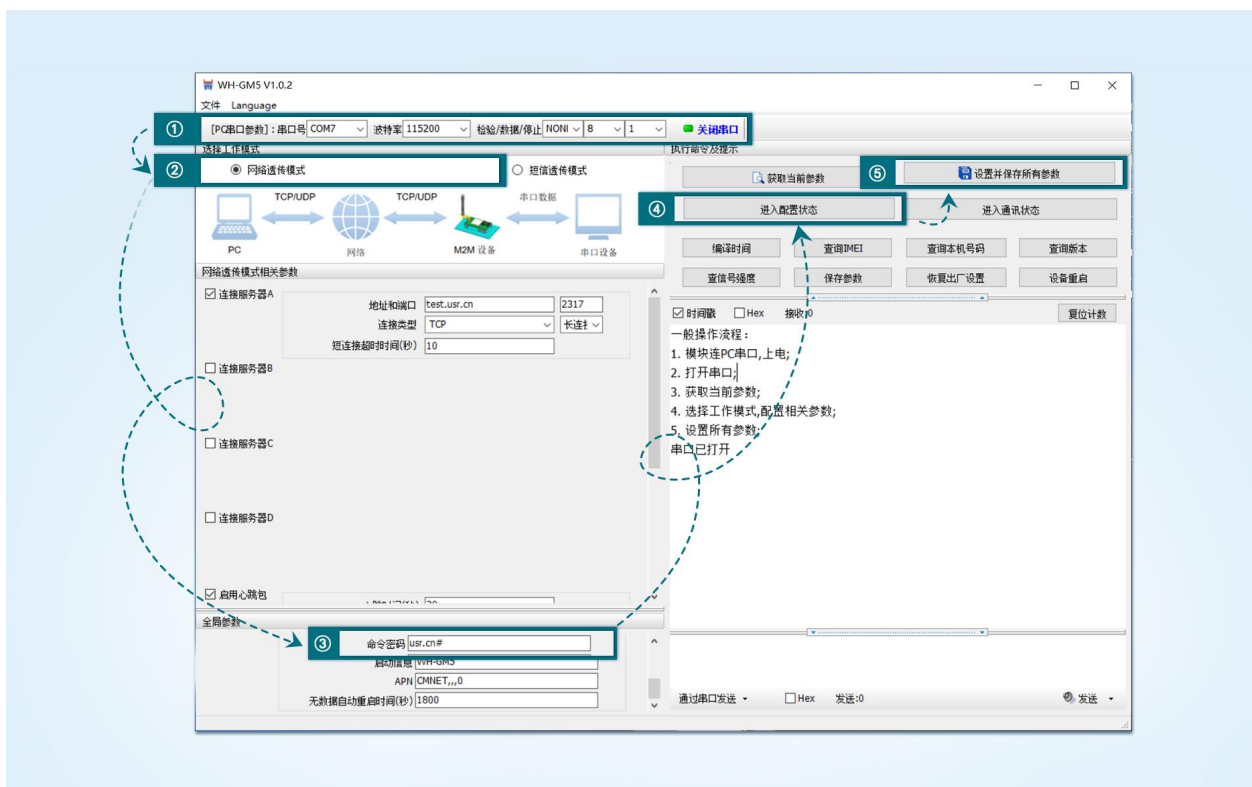 WH-GM5 V1.0.2
文件 Language
① [PC串口参数]:串口号 COM7 波特率 115200 检验/数据/停止 NONI 8 1 关闭串口
选择工作模式
执行命令及提示
② 网络透传模式 短信透传模式
获取当前参数 ⑤ 设置并保存所有参数
TCP/UDP TCP/UDP 串口数据
④ 进入配置状态 进入通讯状态
PC 网络 M2M 设备 串口设备
编译时间 查询IMEI 查询本机号码 查询版本
网络透传模式相关参数
查信号强度 保存参数 恢复出厂设置 设备重启
连接服务器A
地址和端口 test.usr.cn 2317
连接类型 TCP 长连接
短连接超时时间(秒) 10
连接服务器B
连接服务器C
连接服务器D
启用心跳包
时间戳 Hex 接收:0 复位计数
一般操作流程:
1. 模块连PC串口,上电;
2. 打开串口;
3. 获取当前参数;
4. 选择工作模式,配置相关参数;
5. 设置所有参数;
串口已打开
全局参数
③ 命令密码 usr.cn#
启动信息 WH-GM5
APN CMNET,,,0
无数据自动重启时间(秒) 1800
通过串口发送 Hex 发送:0 发送